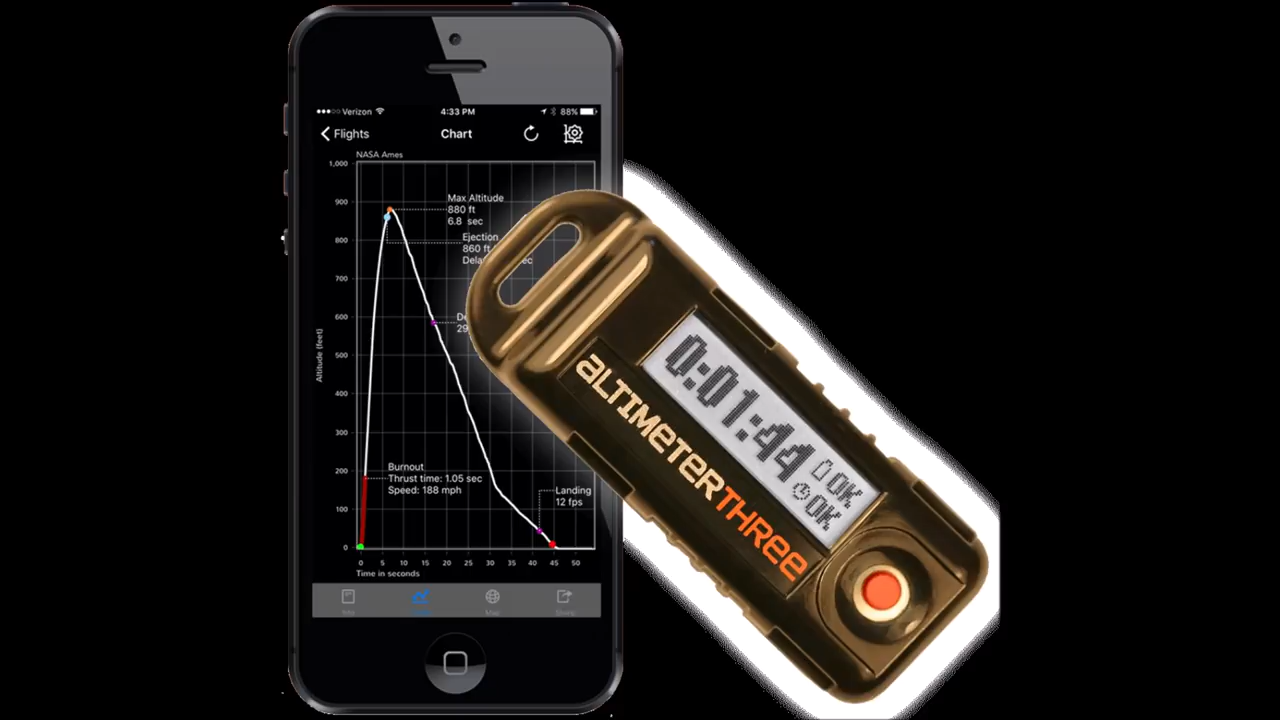 Verizon 4:33 PM 88%
Flights Chart
NASA Ames
1,000
900
800
700
600
500
400
300
200
100
0
Altitude (feet)
Max Altitude
880 ft
6.8 sec
Ejection
860 ft
Burnout
Thrust time: 1.05 sec
Speed: 188 mph
Landing
12 fps
0 5 10 15 20 25 30 35 40 45 50
Time in seconds
Map
0:01:44
OK
OK
ALTIMETERTHREE